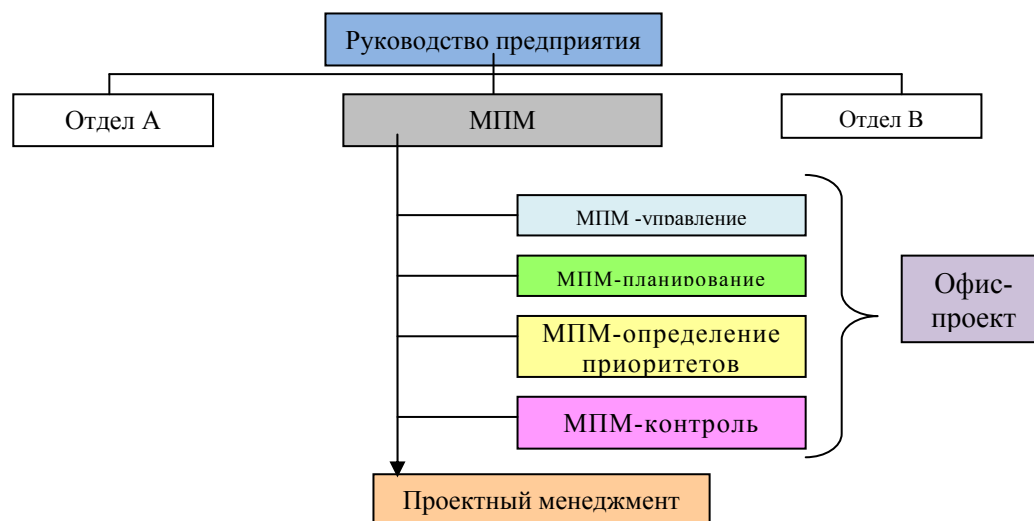 Руководство предприятия
Отдел А
МПМ
Отдел В
МПМ -управление
МПМ-планирование
МПМ-определение
приоритетов
МПМ-контроль
Офис-
проект
Проектный менеджмент